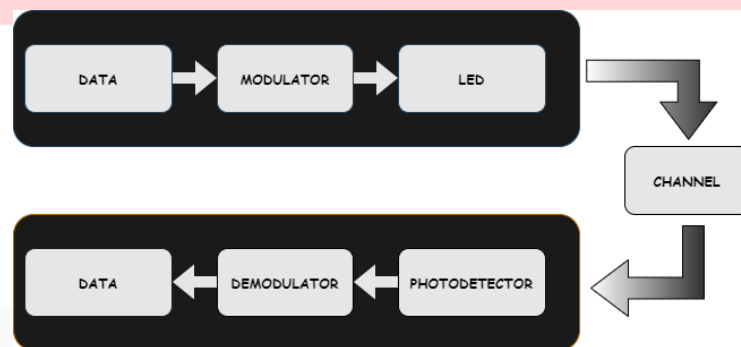 DATA
MODULATOR
LED
CHANNEL
DATA
DEMODULATOR
PHOTODETECTOR